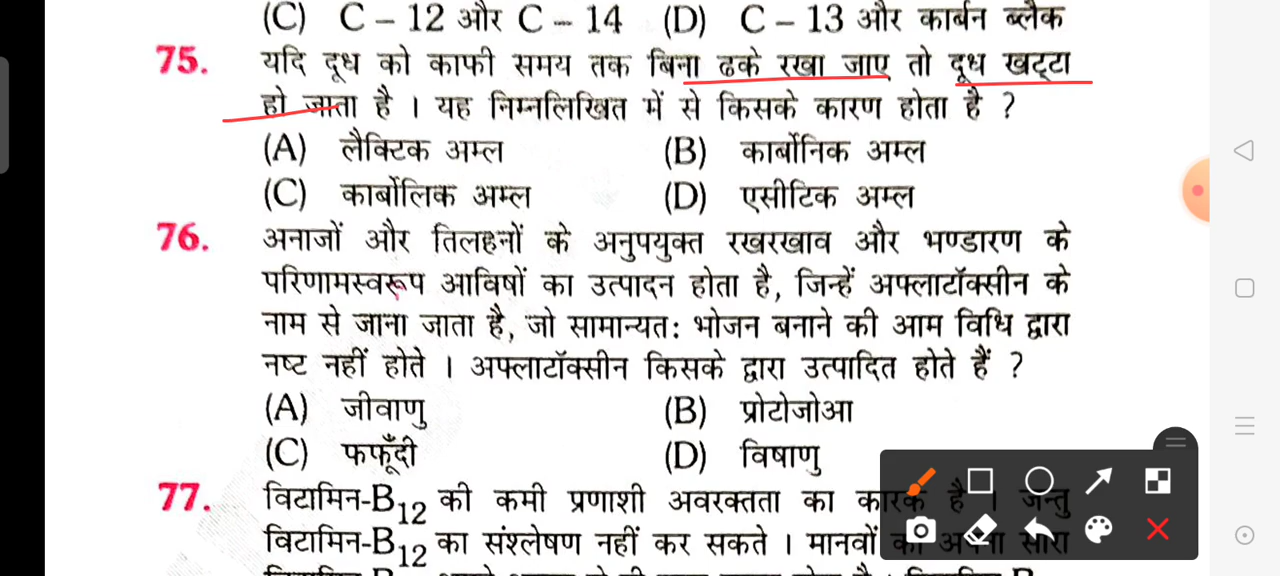 (C) C – 12 और C – 14 (D) C – 13 और कार्बन ब्लैक
75. यदि दूध को काफी समय तक बिना ढके रखा जाए तो दूध खट्टा
हो जाता है । यह निम्नलिखित में से किसके कारण होता है ?
(A) लैक्टिक अम्ल (B) कार्बोनिक अम्ल
(C) कार्बोलिक अम्ल (D) एसीटिक अम्ल
76. अनाजों और तिलहनों के अनुपयुक्त रखरखाव और भण्डारण के
परिणामस्वरूप आविषों का उत्पादन होता है, जिन्हें अफ्लाटॉक्सीन के
नाम से जाना जाता है, जो सामान्यत: भोजन बनाने की आम विधि द्वारा
नष्ट नहीं होते । अफ्लाटॉक्सीन किसके द्वारा उत्पादित होते हैं ?
(A) जीवाणु (B) प्रोटोजोआ
(C) फफूँदी (D) विषाणु
77. विटामिन-B12 की कमी प्रणाशी अवरक्तता का कारक है । जन्तु
विटामिन-B12 का संश्लेषण नहीं कर सकते । मानवों को अपना सारा